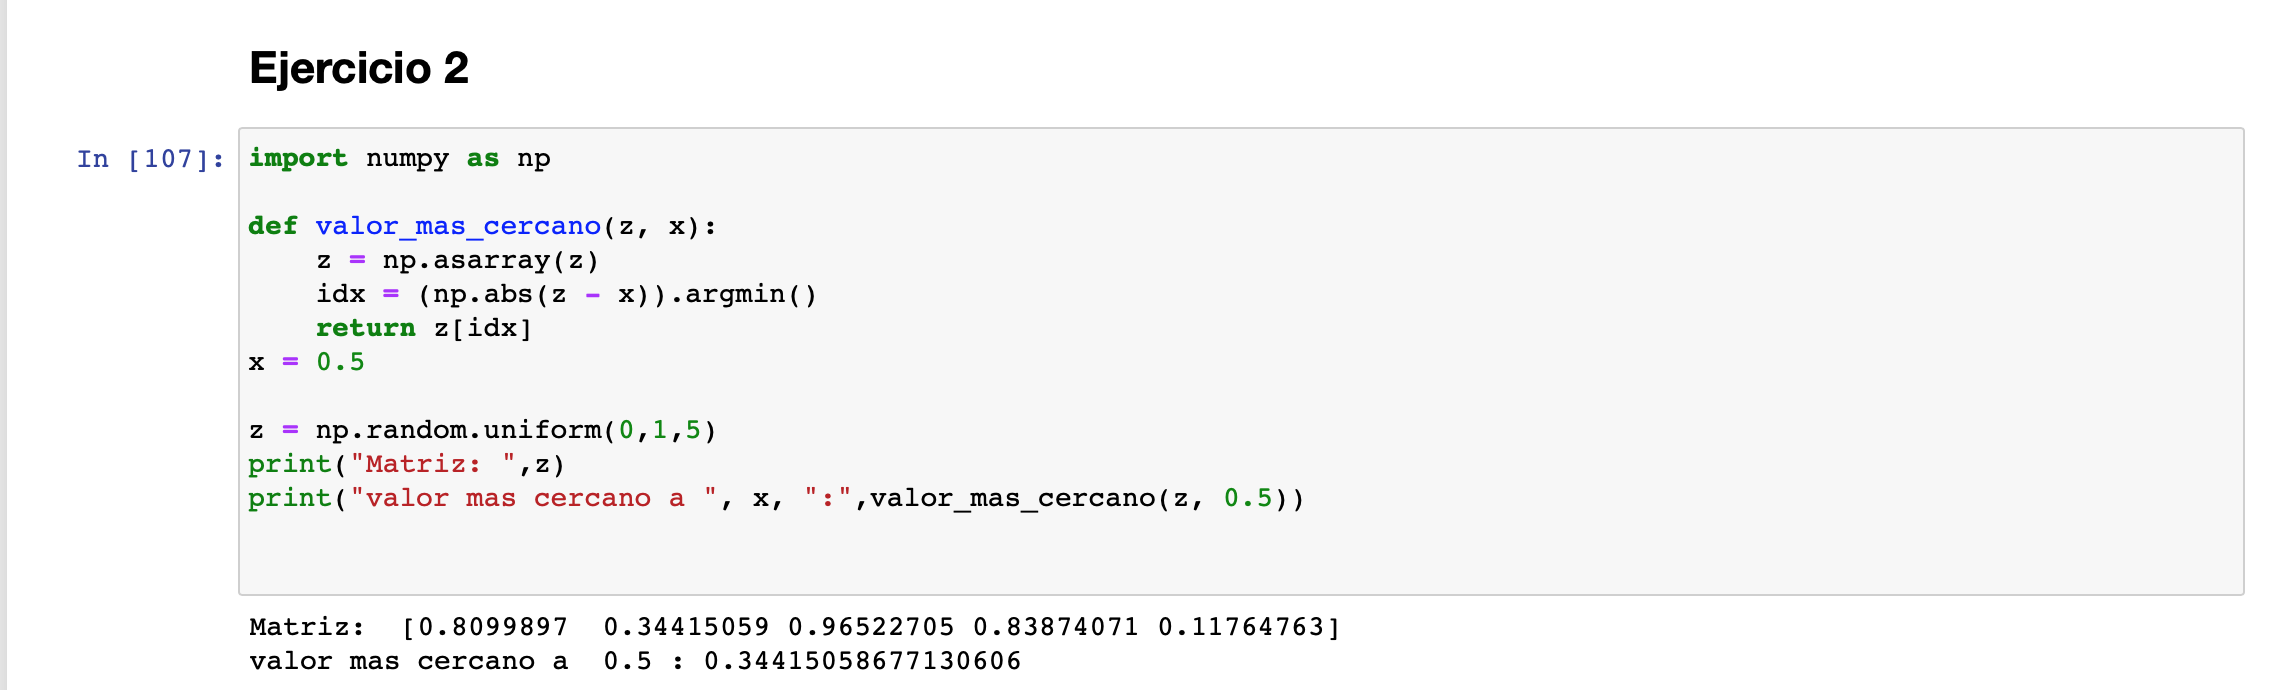 Ejercicio 2
In [107]:
import numpy as np
def valor_mas_cercano(z, x):
    z = np.asarray(z)
    idx = (np.abs(z - x)).argmin()
    return z[idx]
x = 0.5
z = np.random.uniform(0,1,5)
print("Matriz: ",z)
print("valor mas cercano a ", x, ":",valor_mas_cercano(z, 0.5))
Matriz:  [0.8099897  0.34415059 0.96522705 0.83874071 0.11764763]
valor mas cercano a  0.5 : 0.34415058677130606